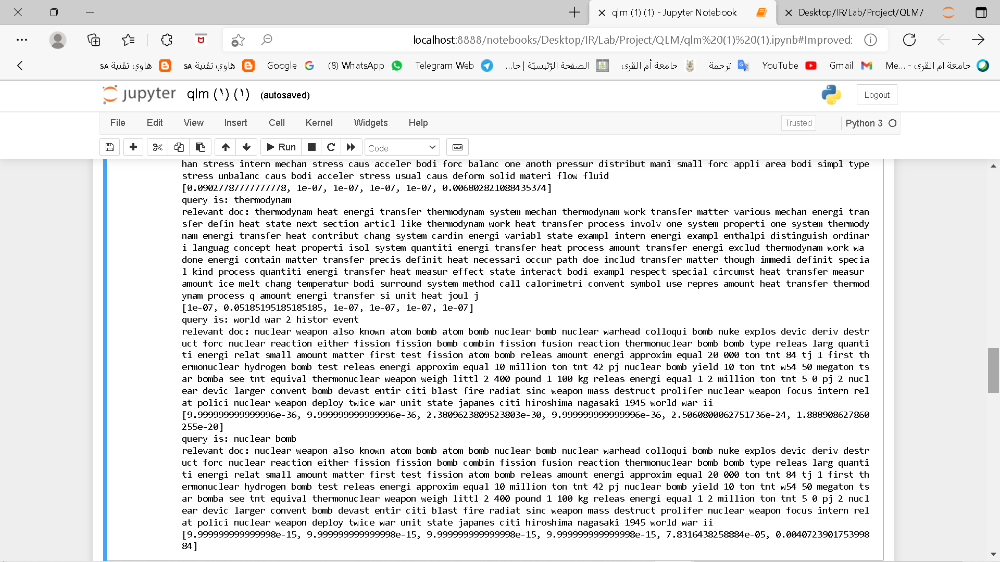 qlm (1) (1) - Jupyter Notebook
Desktop/IR/Lab/Project/QLM/
localhost:8888/notebooks/Desktop/IR/Lab/Project/QLM/qlm%20(1)%20(1).ipynb#Improved:
هاوي تقنية SA
هاوي تقنية SA
Google
(8) WhatsApp
Telegram Web
الصفحة الرّئيسيّة | جا...
جامعة أم القرى
ترجمة
YouTube
Gmail
جامعة ام القرى - Me...
jupyter qlm (١) (١) (autosaved)
Logout
File Edit View Insert Cell Kernel Widgets Help
Trusted
Python 3
Run
Code
han stress intern mechan stress caus acceler bodi forc balanc one anoth pressur distribut mani small forc appli area bodi simpl type
stress unbalanc caus bodi acceler stress usual caus deform solid materi flow fluid
[0.09027787777777778, 1e-07, 1e-07, 1e-07, 1e-07, 0.006802821088435374]
query is: thermodynam
relevant doc: thermodynam heat energi transfer thermodynam system mechan thermodynam work transfer matter various mechan energi tran
sfer defin heat state next section articl like thermodynam work heat transfer process involv one system properti one system thermody
nam energi transfer heat contribut chang system cardin energi variabl state exampl intern energi exampl enthalpi distinguish ordinar
i languag concept heat properti isol system quantiti energi transfer heat process amount transfer energi exclud thermodynam work wa
done energi contain matter transfer precis definit heat necessari occur path doe includ transfer matter though immedi definit specia
l kind process quantiti energi transfer heat measur effect state interact bodi exampl respect special circumst heat transfer measur
amount ice melt chang temperatur bodi surround system method call calorimetri convent symbol use repres amount heat transfer thermod
ynam process q amount energi transfer si unit heat joul j
[1e-07, 0.05185195185185185, 1e-07, 1e-07, 1e-07, 1e-07]
query is: world war 2 histor event
relevant doc: nuclear weapon also known atom bomb atom bomb nuclear bomb nuclear warhead colloqui bomb nuke explos devic deriv destr
uct forc nuclear reaction either fission fission bomb combin fission fusion reaction thermonuclear bomb bomb type releas larg quanti
ti energi relat small amount matter first test fission atom bomb releas amount energi approxim equal 20 000 ton tnt 84 tj 1 first th
ermonuclear hydrogen bomb test releas energi approxim equal 10 million ton tnt 42 pj nuclear bomb yield 10 ton tnt w54 50 megaton ts
ar bomba see tnt equival thermonuclear weapon weigh littl 2 400 pound 1 100 kg releas energi equal 1 2 million ton tnt 5 0 pj 2 nucl
ear devic larger convent bomb devast entir citi blast fire radiat sinc weapon mass destruct prolifer nuclear weapon focus intern rel
at polici nuclear weapon deploy twice war unit state japanes citi hiroshima nagasaki 1945 world war ii
[9.999999999999996e-36, 9.999999999999996e-36, 2.3809623809523803e-30, 9.999999999999996e-36, 2.5060800062751736e-24, 1.888908627860
255e-20]
query is: nuclear bomb
relevant doc: nuclear weapon also known atom bomb atom bomb nuclear bomb nuclear warhead colloqui bomb nuke explos devic deriv destr
uct forc nuclear reaction either fission fission bomb combin fission fusion reaction thermonuclear bomb bomb type releas larg quanti
ti energi relat small amount matter first test fission atom bomb releas amount energi approxim equal 20 000 ton tnt 84 tj 1 first th
ermonuclear hydrogen bomb test releas energi approxim equal 10 million ton tnt 42 pj nuclear bomb yield 10 ton tnt w54 50 megaton ts
ar bomba see tnt equival thermonuclear weapon weigh littl 2 400 pound 1 100 kg releas energi equal 1 2 million ton tnt 5 0 pj 2 nucl
ear devic larger convent bomb devast entir citi blast fire radiat sinc weapon mass destruct prolifer nuclear weapon focus intern rel
at polici nuclear weapon deploy twice war unit state japanes citi hiroshima nagasaki 1945 world war ii
[9.999999999999998e-15, 9.999999999999998e-15, 9.999999999999998e-15, 9.999999999999998e-15, 7.8316438258884e-05, 0.0040723901753998
84]